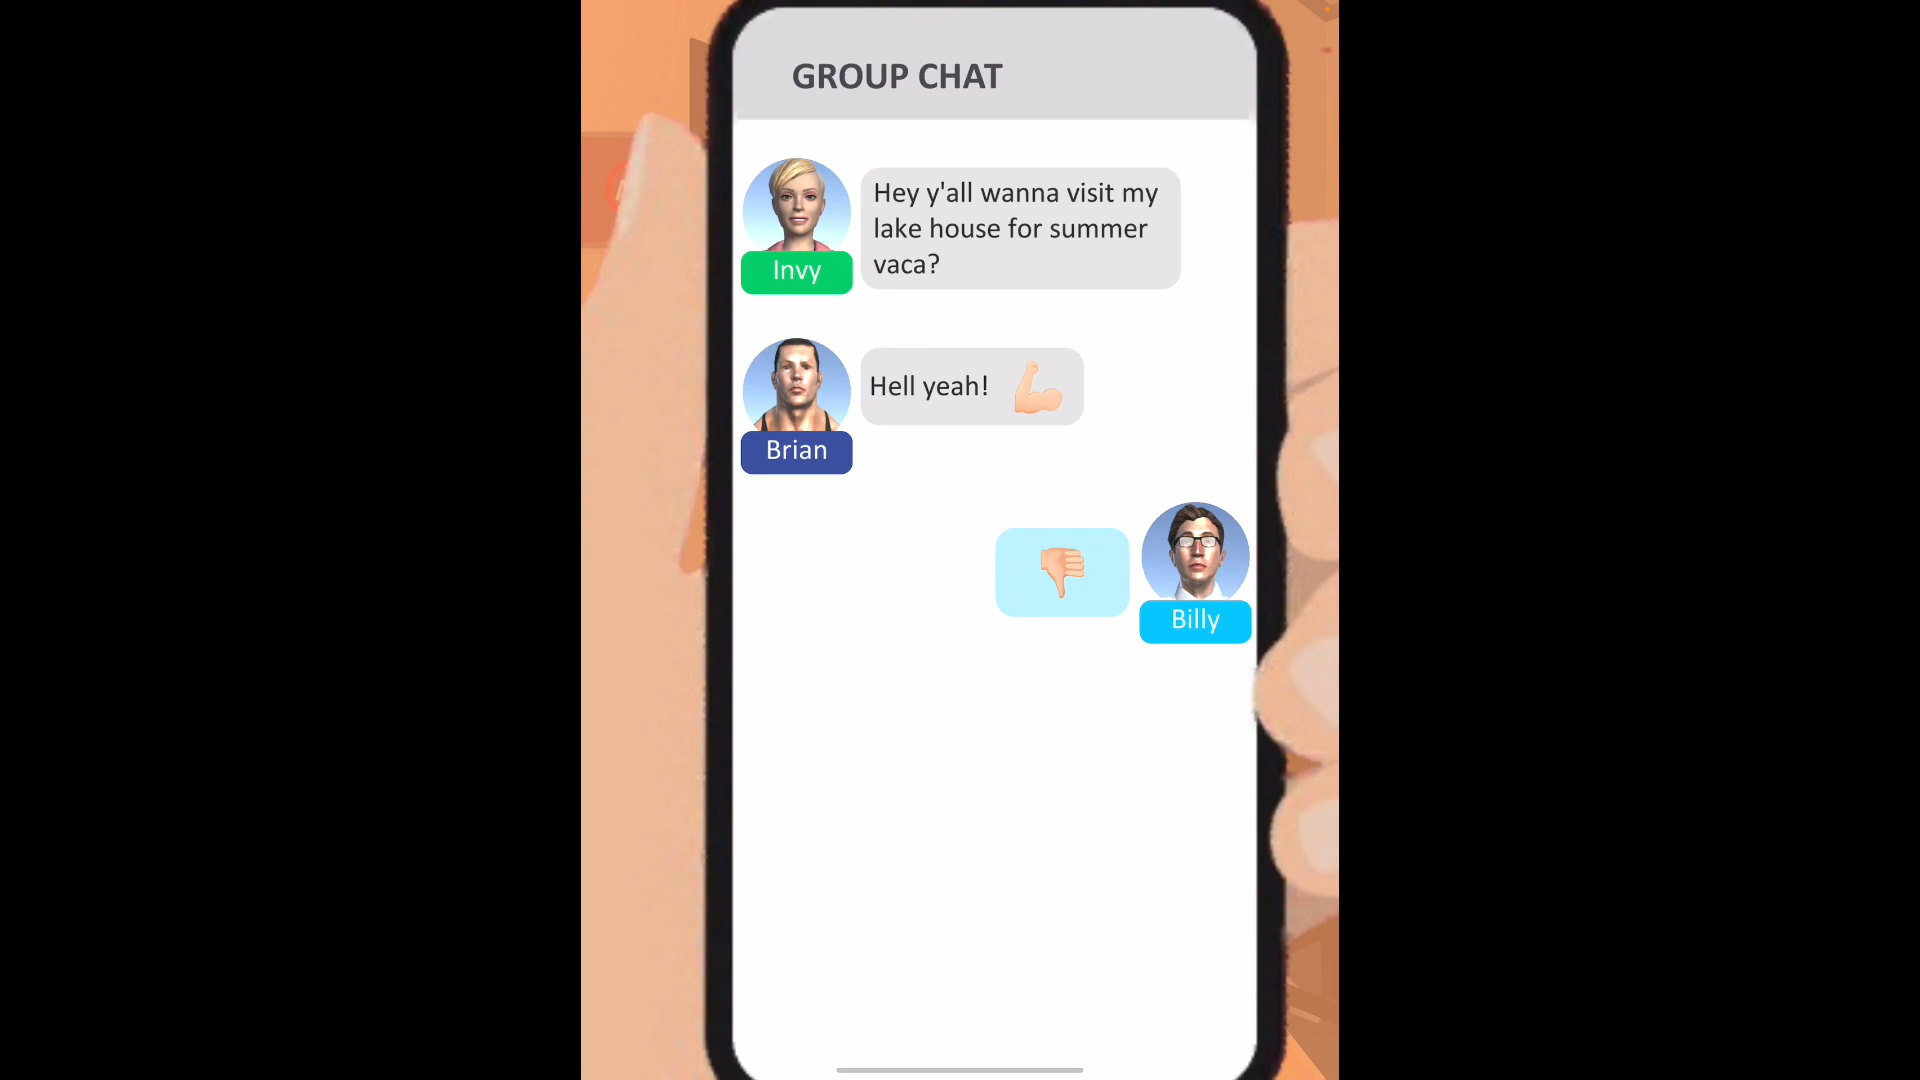 GROUP CHAT
Hey y'all wanna visit my
lake house for summer
vaca?
Invy
Hell yeah!
Brian
Billy